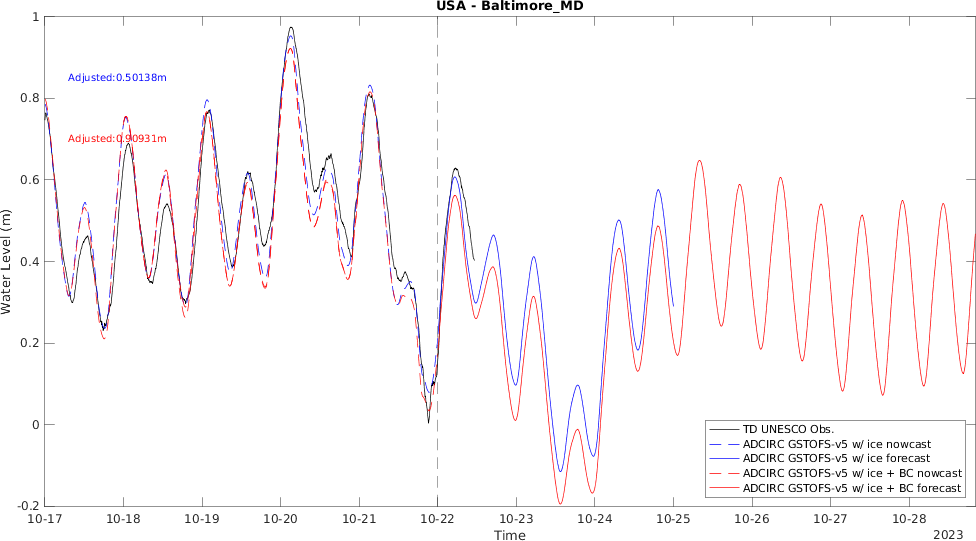 USA - Baltimore_MD
Adjusted:0.50138m
Adjusted:0.90931m
Water Level (m)
1
0.8
0.6
0.4
0.2
0
-0.2
TD UNESCO Obs.
ADCIRC GSTOFS-v5 w/ ice nowcast
ADCIRC GSTOFS-v5 w/ ice forecast
ADCIRC GSTOFS-v5 w/ ice + BC nowcast
ADCIRC GSTOFS-v5 w/ ice + BC forecast
10-17 10-18 10-19 10-20 10-21 10-22 10-23 10-24 10-25 10-26 10-27 10-28
Time
2023